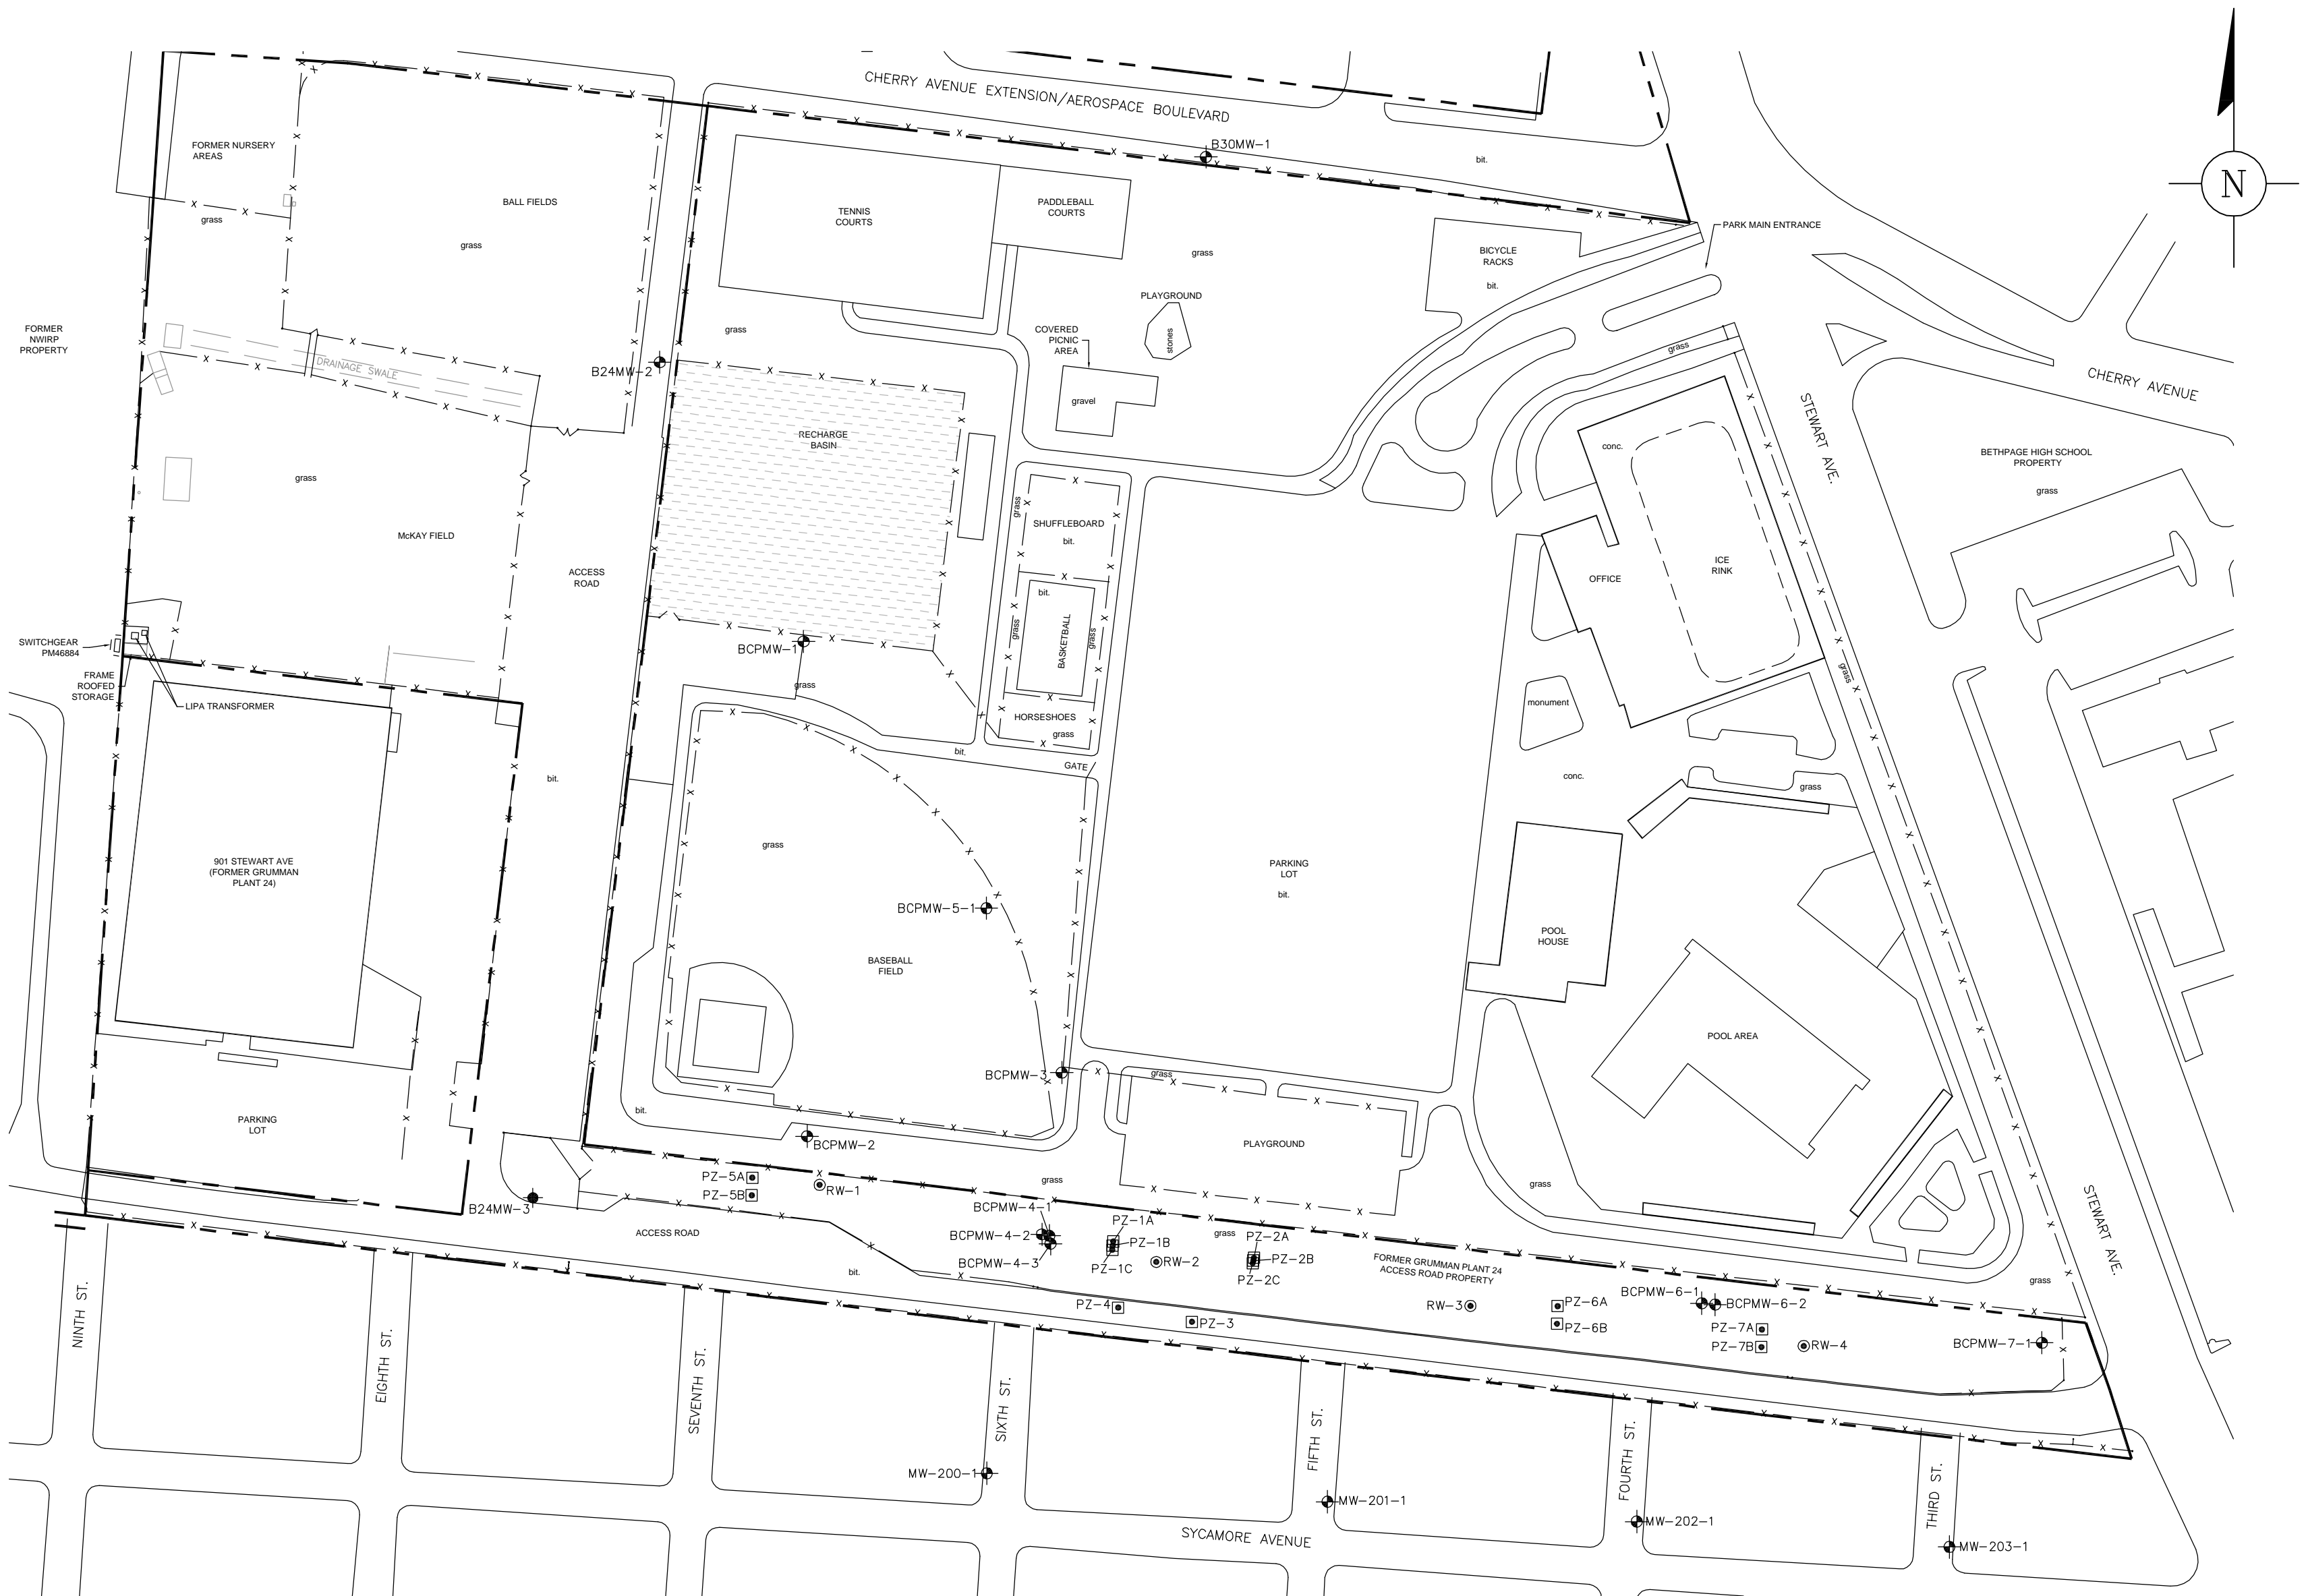 CHERRY AVENUE EXTENSION/AEROSPACE BOULEVARD
B30MW-1
bit.
FORMER NURSERY
AREAS
grass
BALL FIELDS
grass
TENNIS
COURTS
PADDLEBALL
COURTS
grass
N
PARK MAIN ENTRANCE
BICYCLE
RACKS
bit.
PLAYGROUND
stones
COVERED
PICNIC
AREA
gravel
grass
FORMER
NWIRP
PROPERTY
DRAINAGE SWALE
B24MW-2
grass
CHERRY AVENUE
STEWART AVE.
RECHARGE
BASIN
conc.
BETHPAGE HIGH SCHOOL
PROPERTY
grass
grass
McKAY FIELD
grass
SHUFFLEBOARD
bit.
ACCESS
ROAD
OFFICE
ICE
RINK
bit.
grass
BASKETBALL
grass
SWITCHGEAR
PM46884
BCPMW-1
FRAME
ROOFED
STORAGE
LIPA TRANSFORMER
grass
grass
monument
HORSESHOES
grass
bit.
GATE
bit.
conc.
grass
grass
901 STEWART AVE
(FORMER GRUMMAN
PLANT 24)
PARKING
LOT
bit.
BCPMW-5-1
POOL
HOUSE
BASEBALL
FIELD
POOL AREA
BCPMW-3
grass
PARKING
LOT
bit.
BCPMW-2
PLAYGROUND
PZ-5A
PZ-5B
RW-1
grass
grass
STEWART AVE.
B24MW-3
BCPMW-4-1
BCPMW-4-2
BCPMW-4-3
PZ-1A
PZ-1B
PZ-1C
RW-2
grass
PZ-2A
PZ-2B
PZ-2C
ACCESS ROAD
bit.
FORMER GRUMMAN PLANT 24
ACCESS ROAD PROPERTY
grass
BCPMW-6-1
BCPMW-6-2
PZ-4
PZ-3
RW-3
PZ-6A
PZ-6B
PZ-7A
PZ-7B
RW-4
BCPMW-7-1
NINTH ST.
EIGHTH ST.
SEVENTH ST.
SIXTH ST.
FIFTH ST.
FOURTH ST.
THIRD ST.
MW-200-1
MW-201-1
MW-202-1
MW-203-1
SYCAMORE AVENUE